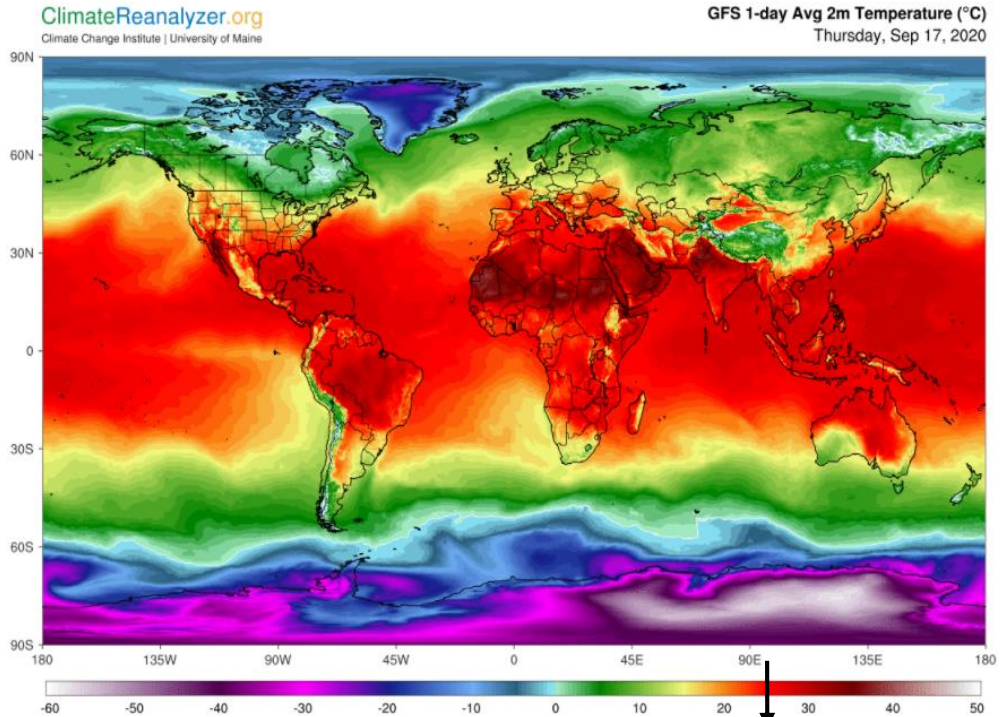 ClimateReanalyzer.org
Climate Change Institute | University of Maine
GFS 1-day Avg 2m Temperature (°C)
Thursday, Sep 17, 2020
90N
60N
30N
0
30S
60S
90S
180 135W 90W 45W 0 45E 90E 135E 180
-60 -50 -40 -30 -20 -10 0 10 20 30 40 50